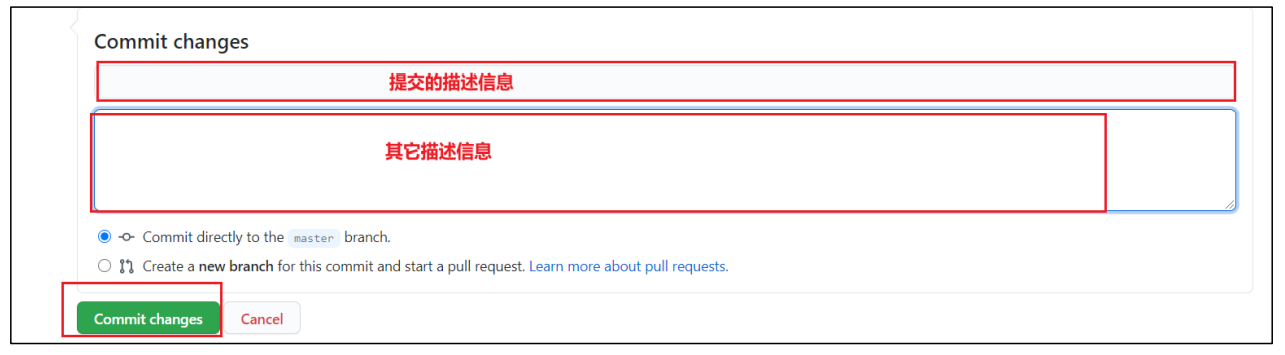 Commit changes
提交的描述信息
其它描述信息
Commit directly to the master branch.
Create a new branch for this commit and start a pull request. Learn more about pull requests.
Commit changes Cancel